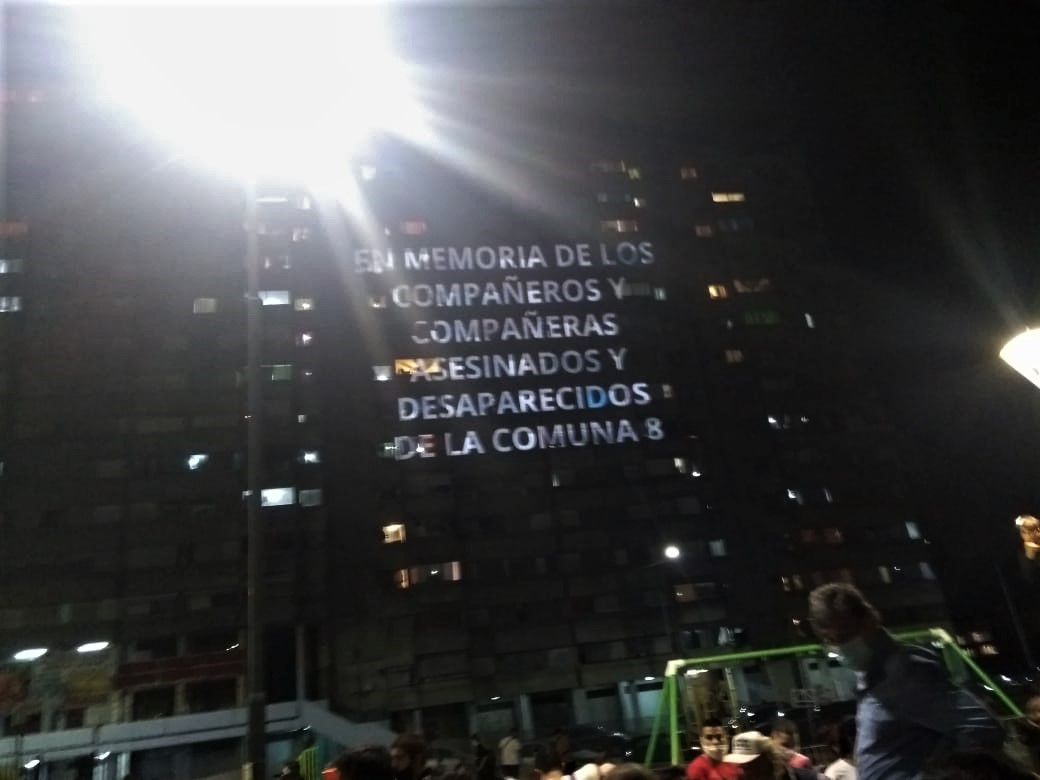 EN MEMORIA DE LOS
COMPAÑEROS Y
COMPAÑERAS
ASESINADOS Y
DESAPARECIDOS
DE LA COMUNA 8